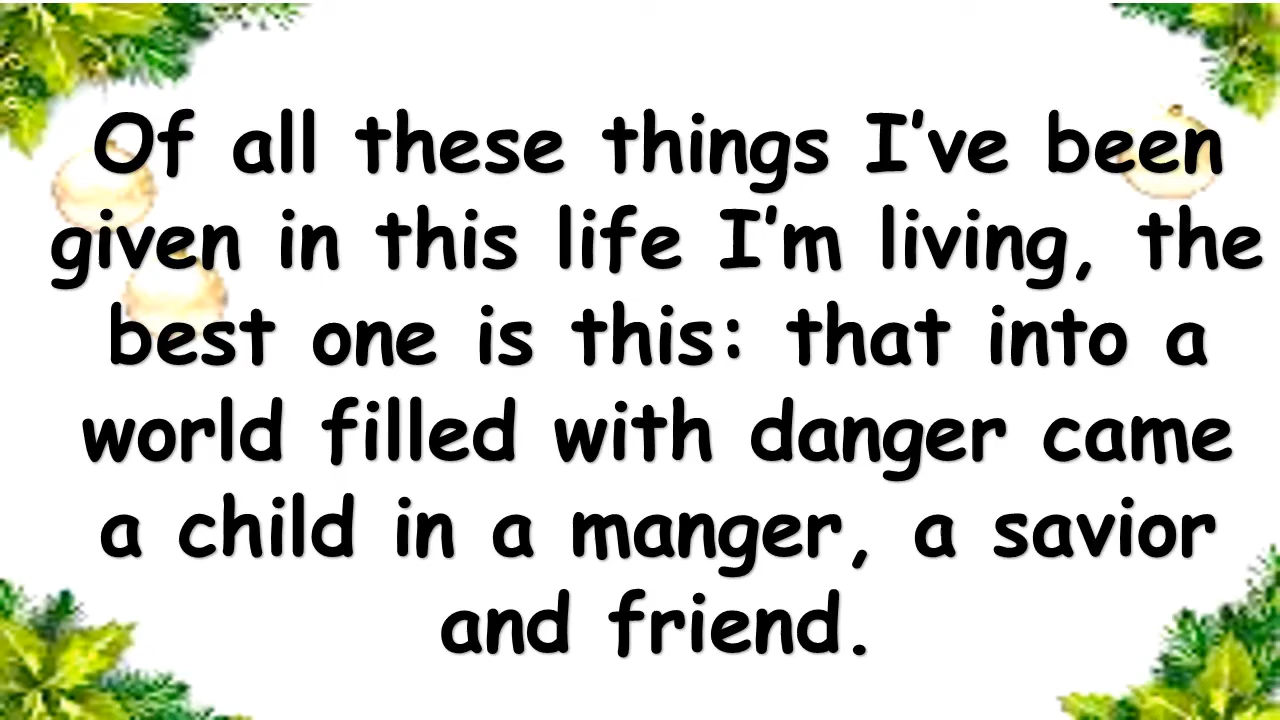 Of all these things I’ve been
given in this life I’m living, the
best one is this: that into a
world filled with danger came
a child in a manger, a savior
and friend.